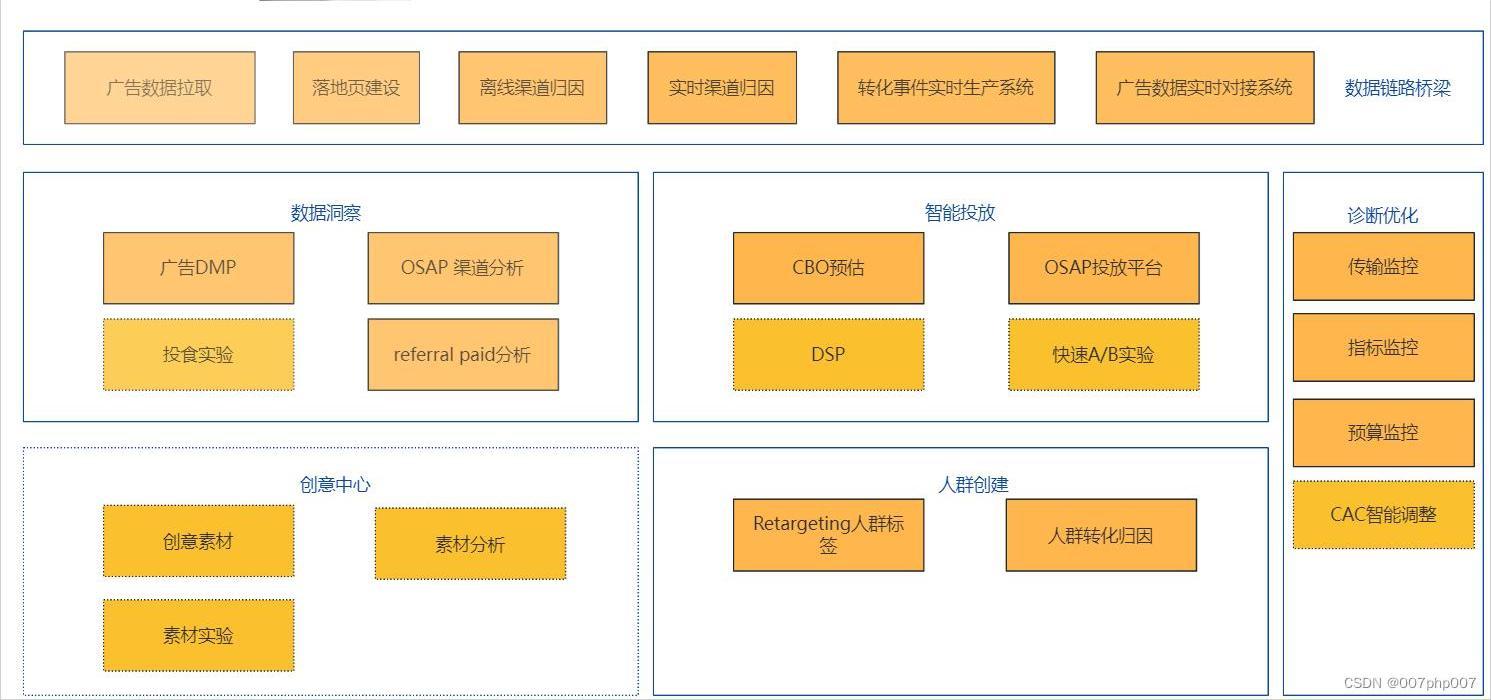 广告数据拉取
落地页建设
离线渠道归因
实时渠道归因
转化事件实时生产系统
广告数据实时对接系统
数据链路桥梁
数据洞察
广告DMP
OSAP 渠道分析
投食实验
referral paid分析
智能投放
CBO预估
OSAP投放平台
DSP
快速A/B实验
诊断优化
传输监控
指标监控
预算监控
CAC智能调整
创意中心
创意素材
素材分析
素材实验
人群创建
Retargeting人群标
签
人群转化归因
CSDN @007php007